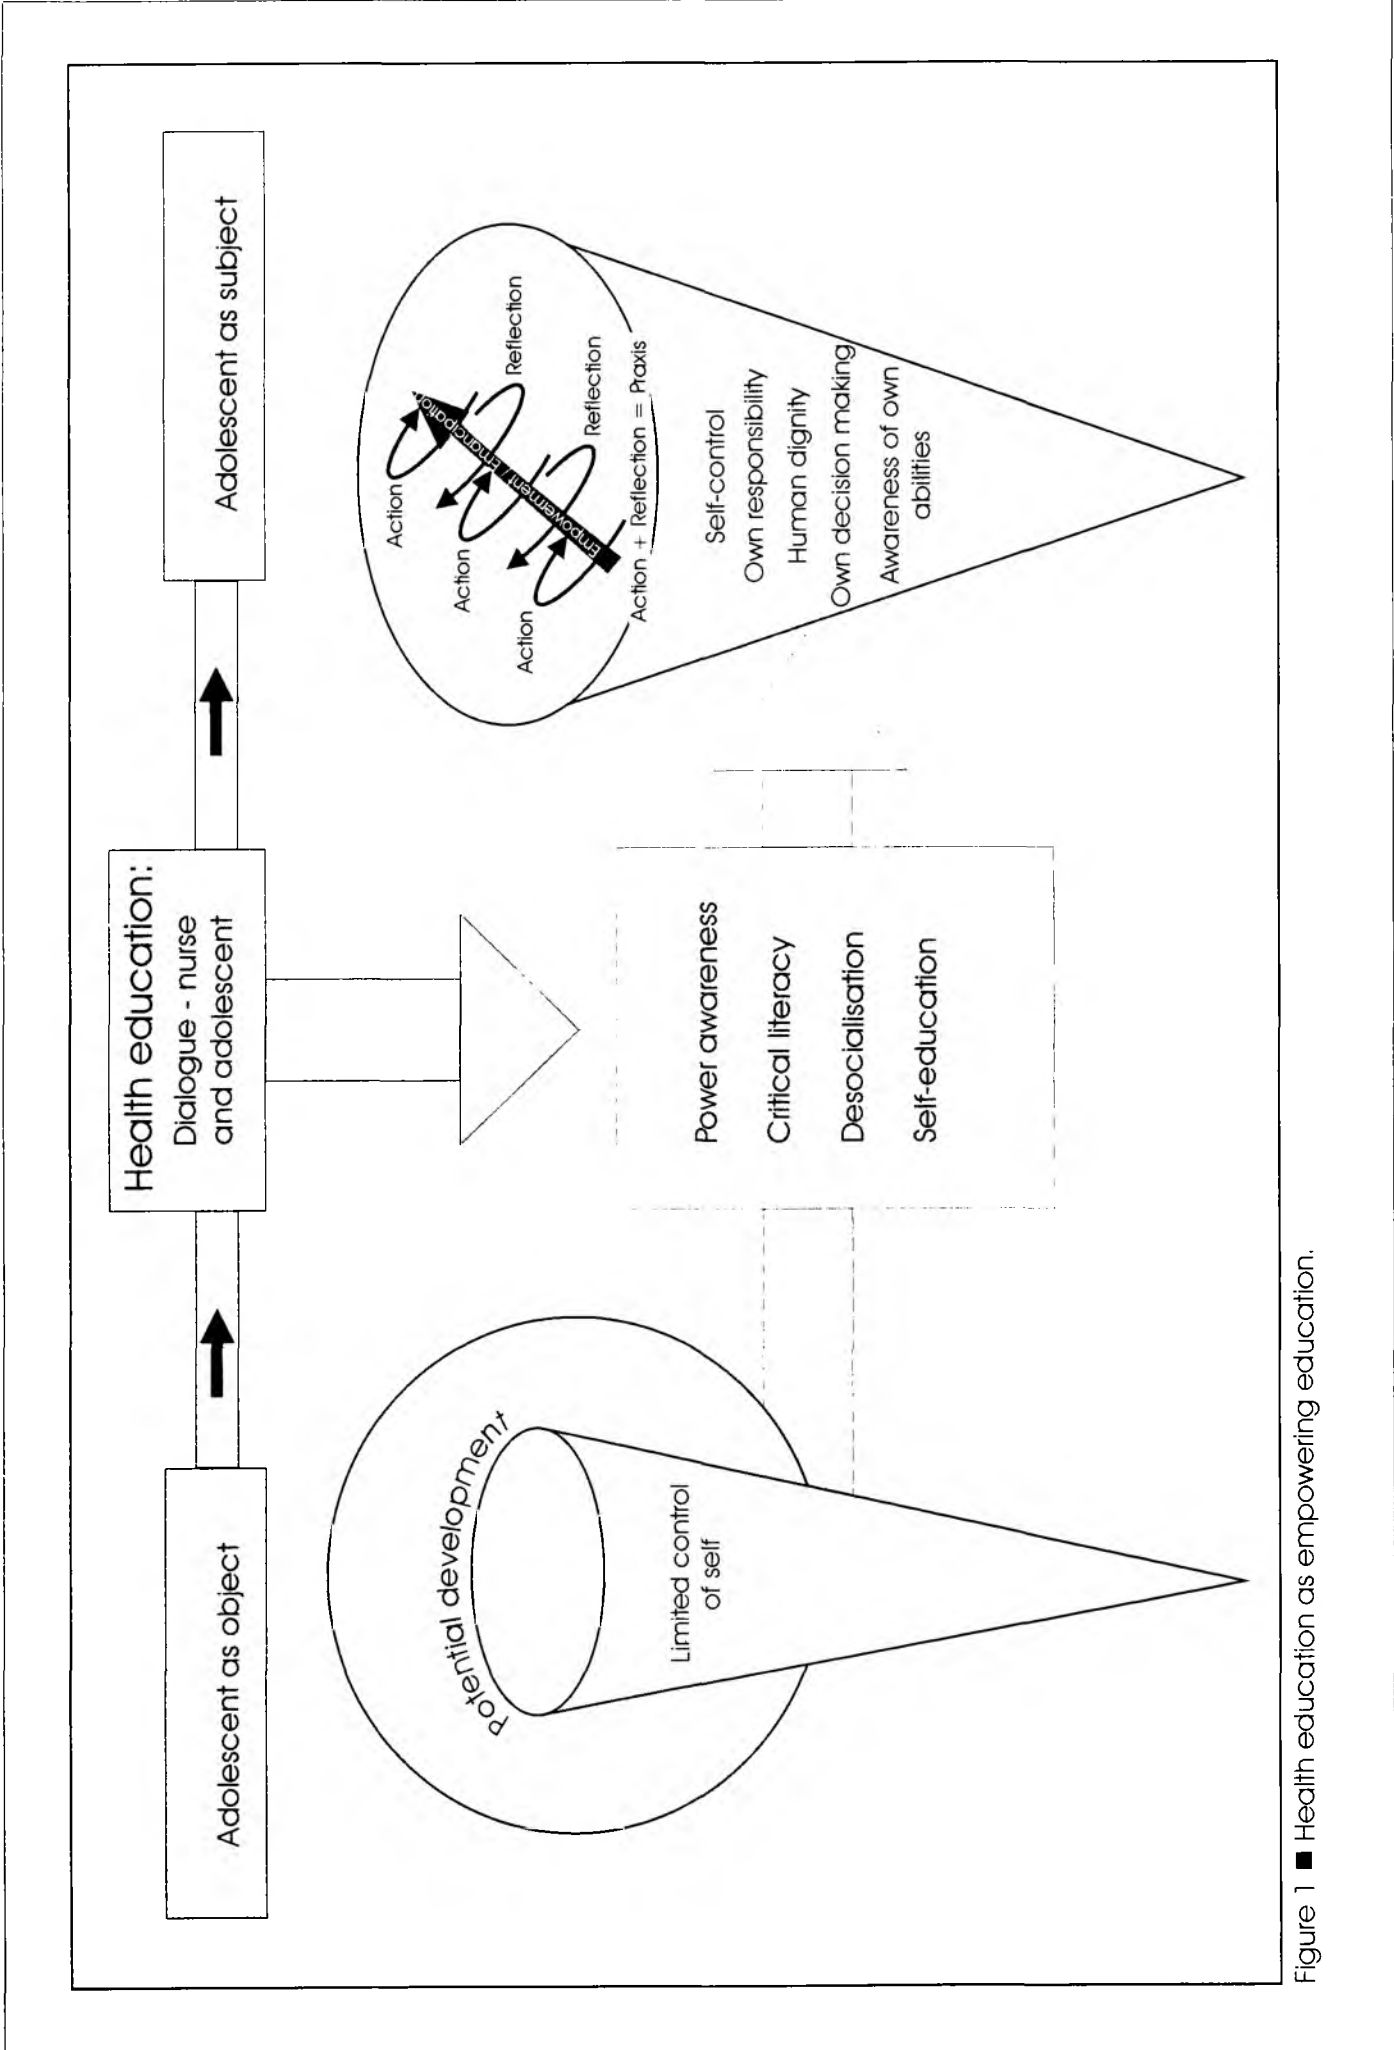 Adolescent as object
Health education:
Dialogue - nurse
and adolescent
Adolescent as subject
Potential development
Limited control
of self
Power awareness
Critical literacy
Desocialisation
Self-education
Action
Action
Action
Reflection
Reflection
Empowerment / Emancipation
Action + Reflection = Praxis
Self-control
Own responsibility
Human dignity
Own decision making
Awareness of own
abilities
Figure 1 ■ Health education as empowering education.